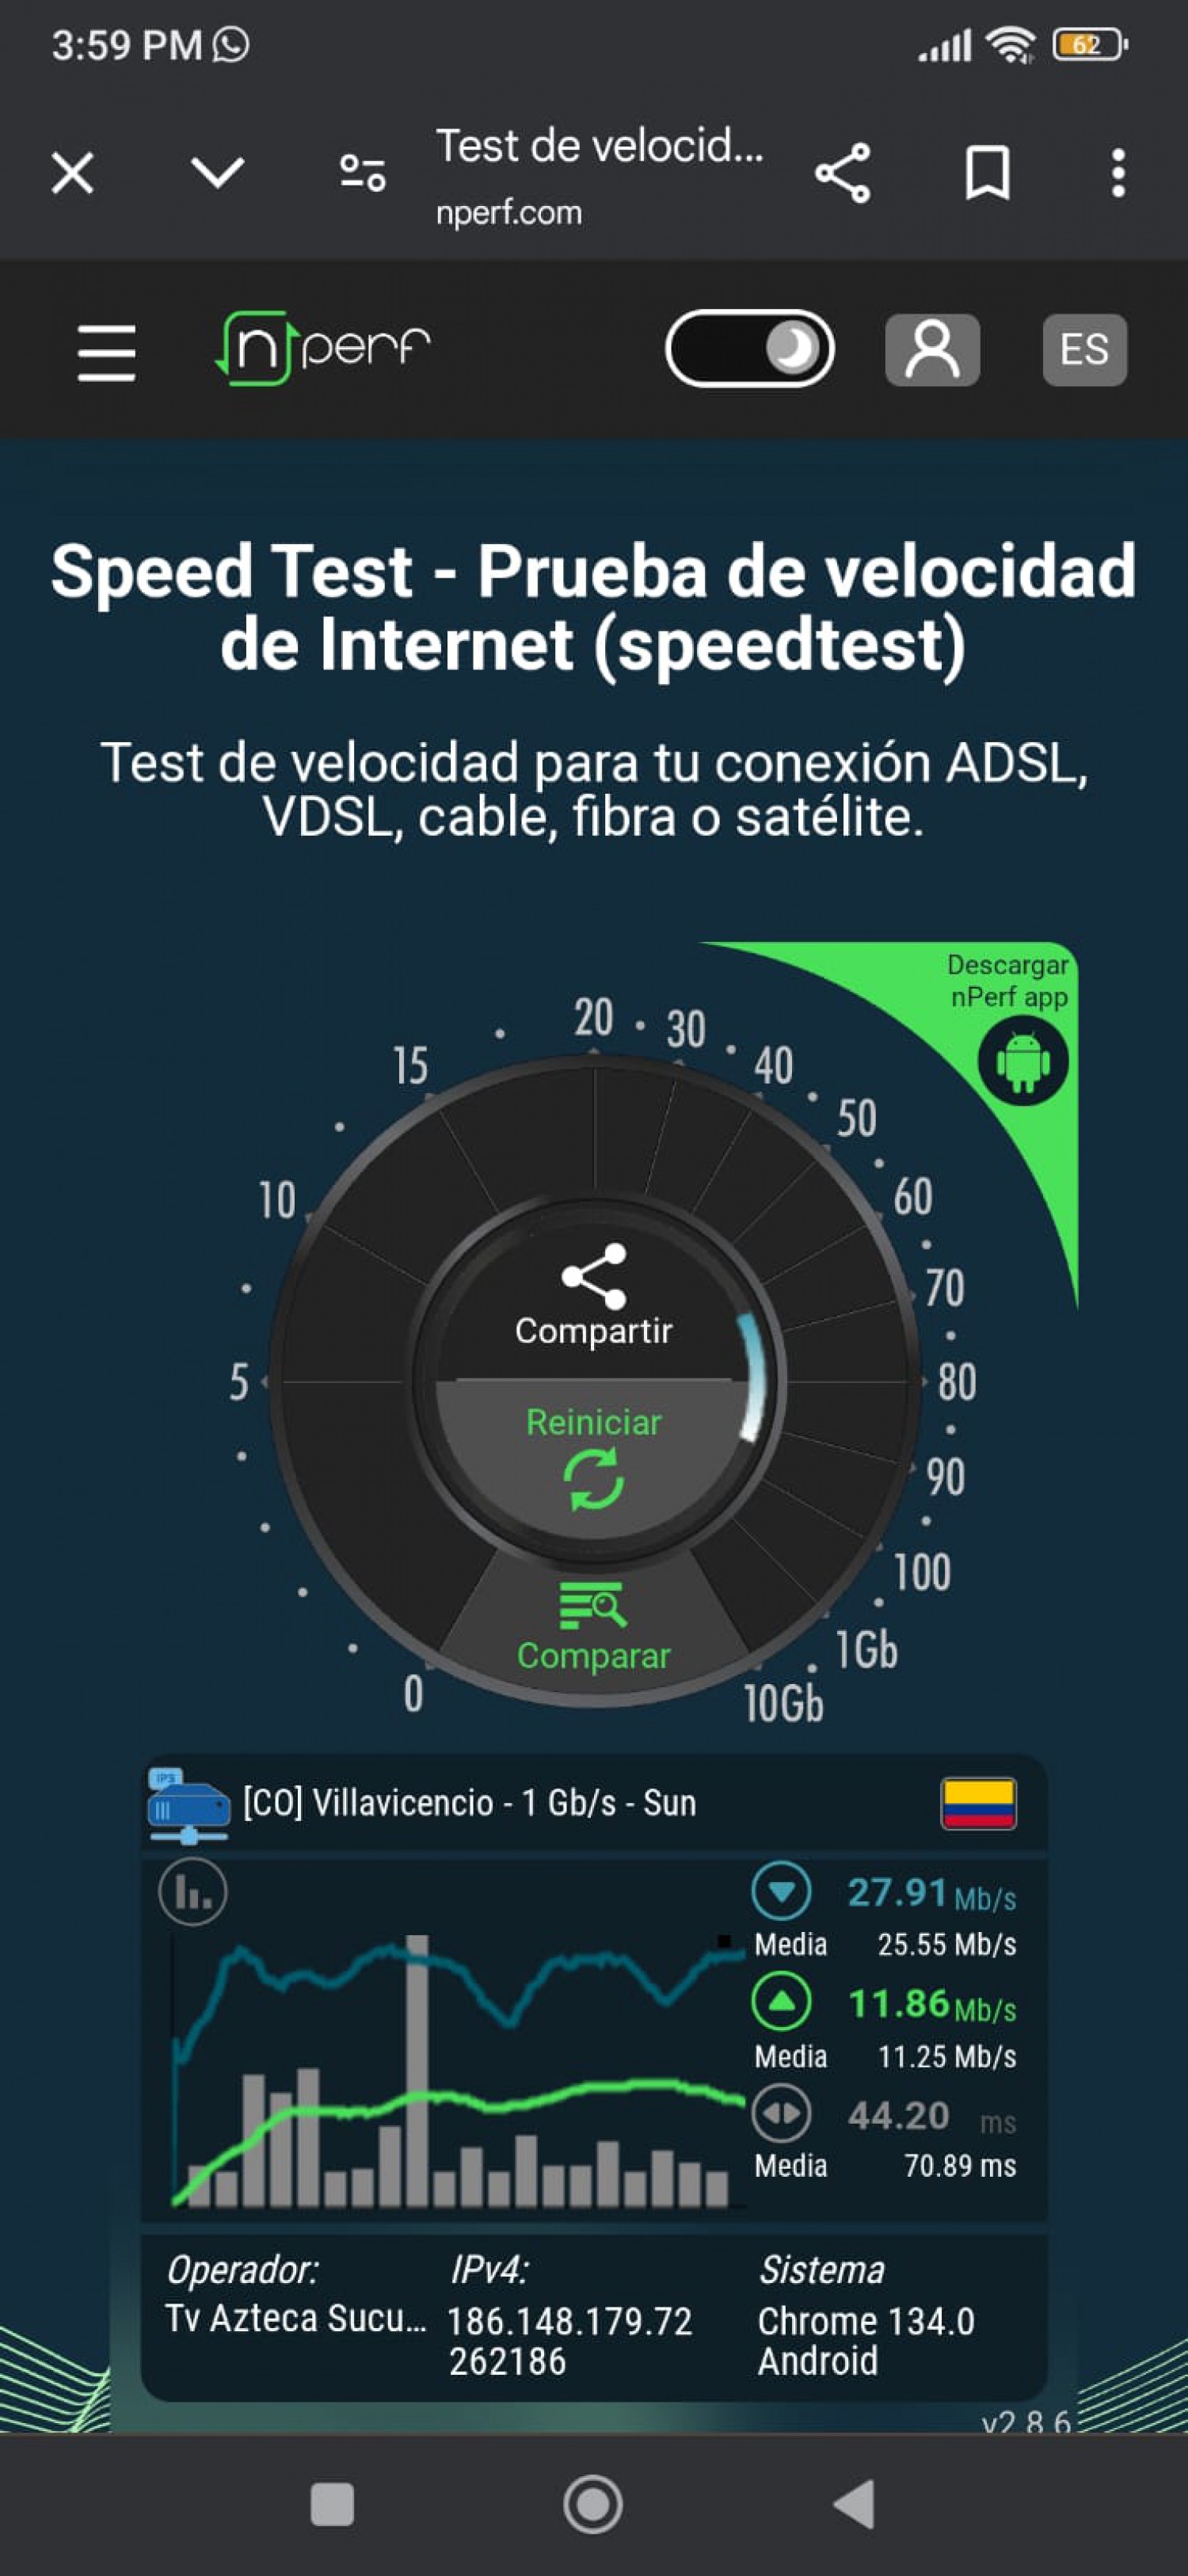 3:59 PM
62
Test de velocid...
nperf.com
nperf
ES
Speed Test - Prueba de velocidad
de Internet (speedtest)
Test de velocidad para tu conexión ADSL,
VDSL, cable, fibra o satélite.
Descargar
nPerf app
0
5
10
15
20
30
40
50
60
70
80
90
100
1Gb
10Gb
Compartir
Reiniciar
Comparar
[CO] Villavicencio - 1 Gb/s - Sun
27.91 Mb/s
Media 25.55 Mb/s
11.86 Mb/s
Media 11.25 Mb/s
44.20 ms
Media 70.89 ms
Operador: IPv4: Sistema
Tv Azteca Sucu... 186.148.179.72 Chrome 134.0
262186 Android
v2.8.6